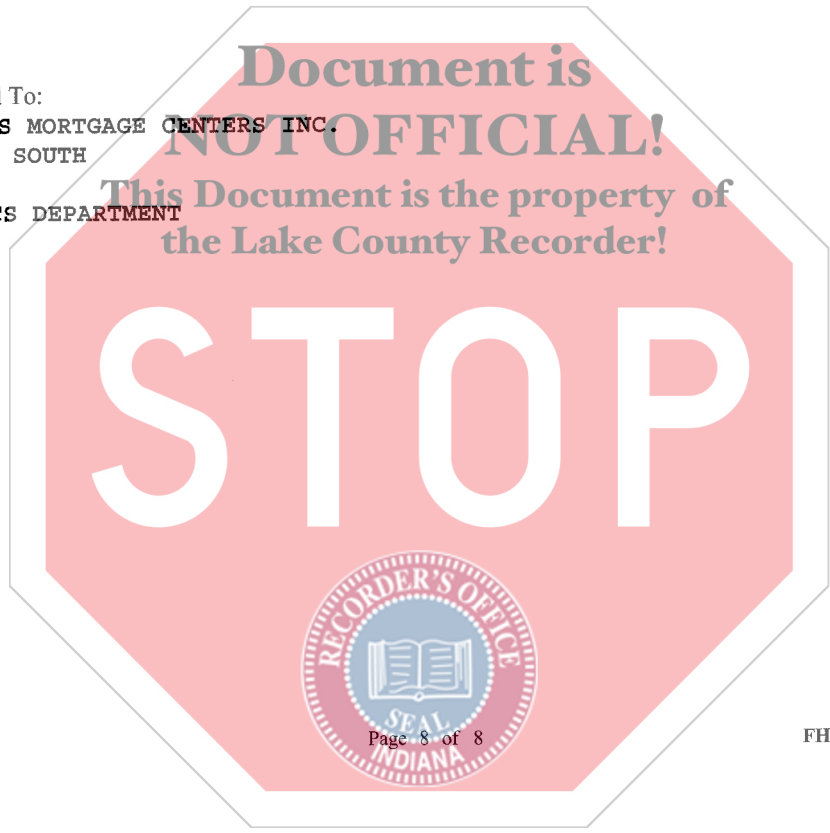 Document is
To:
S MORTGAGE CENTERS INC.
NOT OFFICIAL!
SOUTH
This Document is the property of
TS DEPARTMENT
the Lake County Recorder!
STOP
RECORDER'S OFFICE
SEAL
Page 8 of 8
FH
INDIANA